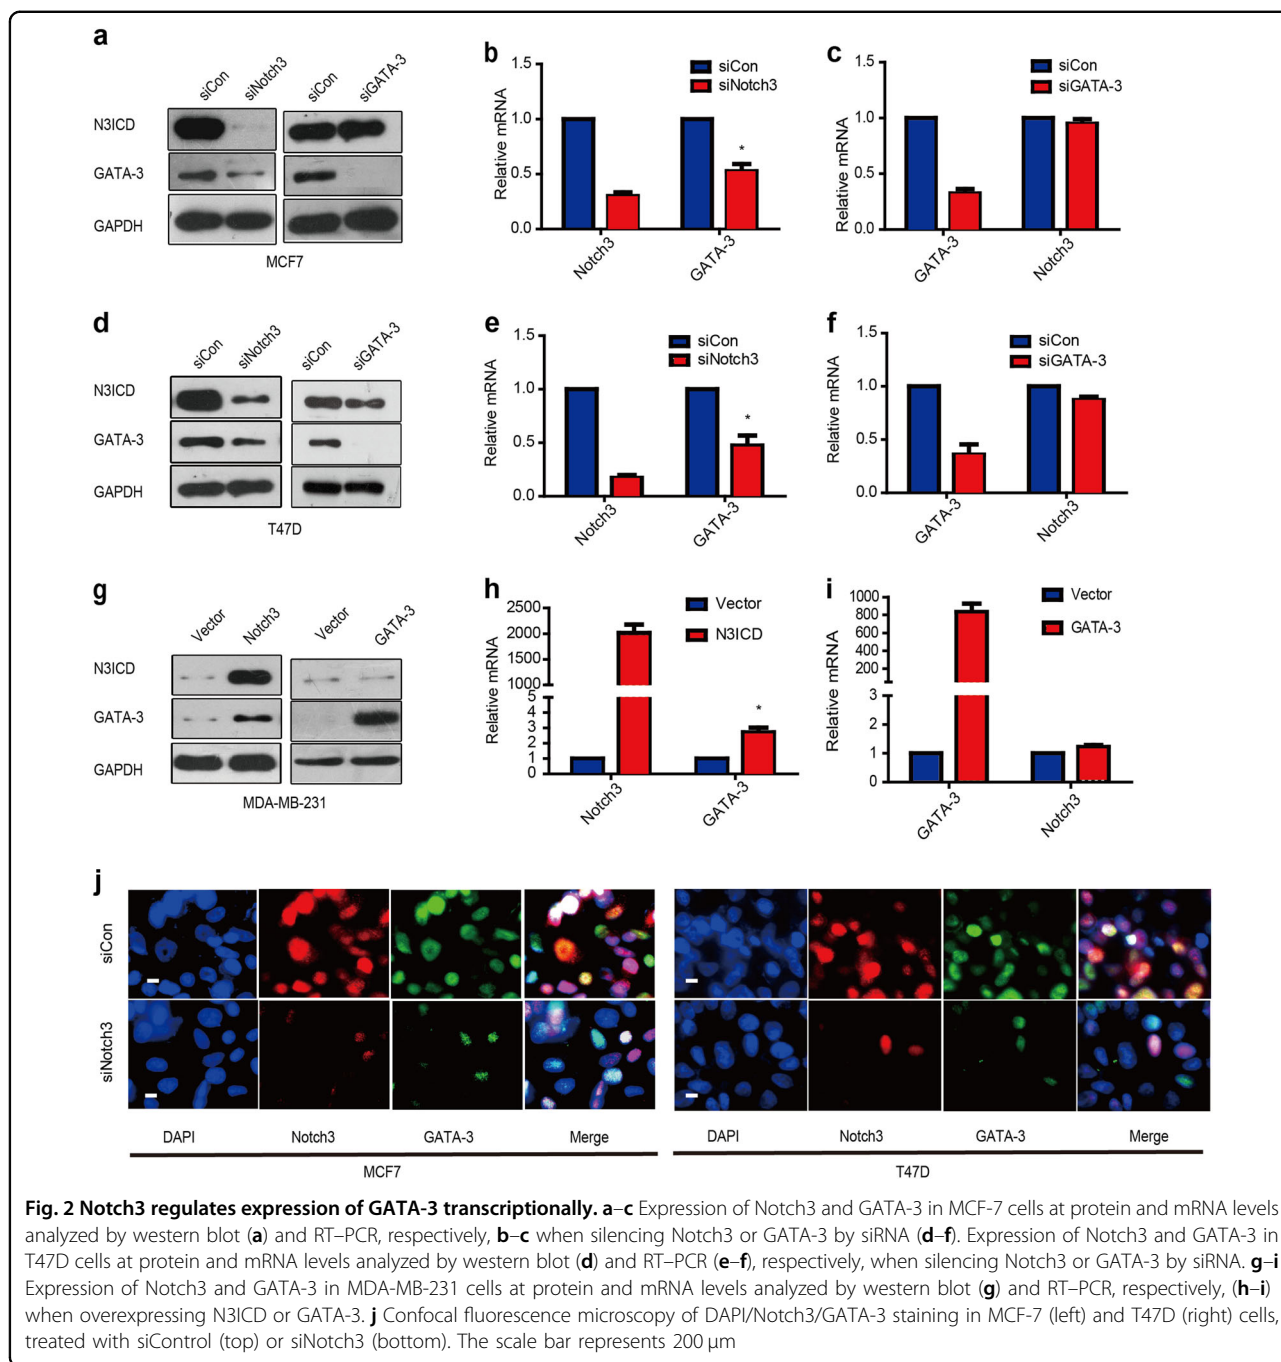 a
siCon siNotch3 siCon siGATA-3
N3ICD
GATA-3
GAPDH
MCF7
b
siCon
siNotch3
Relative mRNA
1.5
1.0
0.5
0.0
Notch3 GATA-3
*
c
siCon
siGATA-3
Relative mRNA
1.5
1.0
0.5
0.0
GATA-3 Notch3
d
siCon siNotch3 siCon siGATA-3
N3ICD
GATA-3
GAPDH
T47D
e
siCon
siNotch3
Relative mRNA
1.5
1.0
0.5
0.0
Notch3 GATA-3
*
f
siCon
siGATA-3
Relative mRNA
1.5
1.0
0.5
0.0
GATA-3 Notch3
g
Vector Notch3 Vector GATA-3
N3ICD
GATA-3
GAPDH
MDA-MB-231
h
Vector
N3ICD
Relative mRNA
2500
2000
1500
1000
5
4
3
2
1
0
Notch3 GATA-3
*
i
Vector
GATA-3
Relative mRNA
1000
800
600
400
200
3
2
1
0
GATA-3 Notch3
j
siCon
siNotch3
DAPI Notch3 GATA-3 Merge DAPI Notch3 GATA-3 Merge
MCF7 T47D
Fig. 2 Notch3 regulates expression of GATA-3 transcriptionally. a–c Expression of Notch3 and GATA-3 in MCF-7 cells at protein and mRNA levels
analyzed by western blot (a) and RT–PCR, respectively, b–c when silencing Notch3 or GATA-3 by siRNA (d–f). Expression of Notch3 and GATA-3 in
T47D cells at protein and mRNA levels analyzed by western blot (d) and RT–PCR (e–f), respectively, when silencing Notch3 or GATA-3 by siRNA. g–i
Expression of Notch3 and GATA-3 in MDA-MB-231 cells at protein and mRNA levels analyzed by western blot (g) and RT–PCR, respectively, (h–i)
when overexpressing N3ICD or GATA-3. j Confocal fluorescence microscopy of DAPI/Notch3/GATA-3 staining in MCF-7 (left) and T47D (right) cells,
treated with siControl (top) or siNotch3 (bottom). The scale bar represents 200 μm